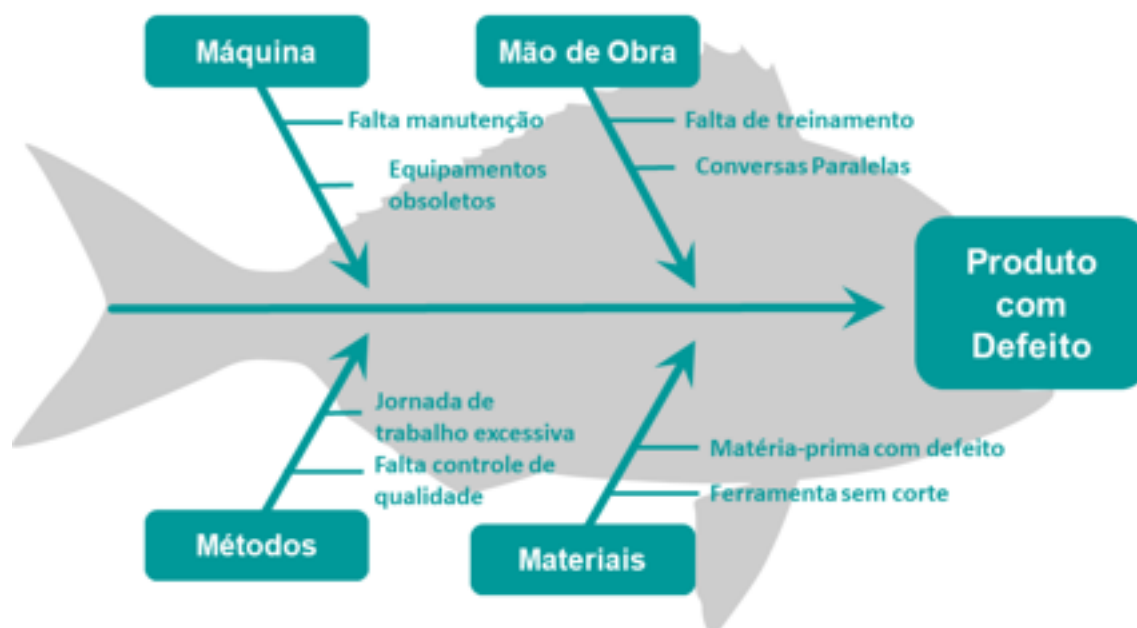 Máquina
Mão de Obra
Falta manutenção
Equipamentos
obsoletos
Falta de treinamento
Conversas Paralelas
Produto
com
Defeito
Jornada de
trabalho excessiva
Falta controle de
qualidade
Matéria-prima com defeito
Ferramenta sem corte
Métodos
Materiais